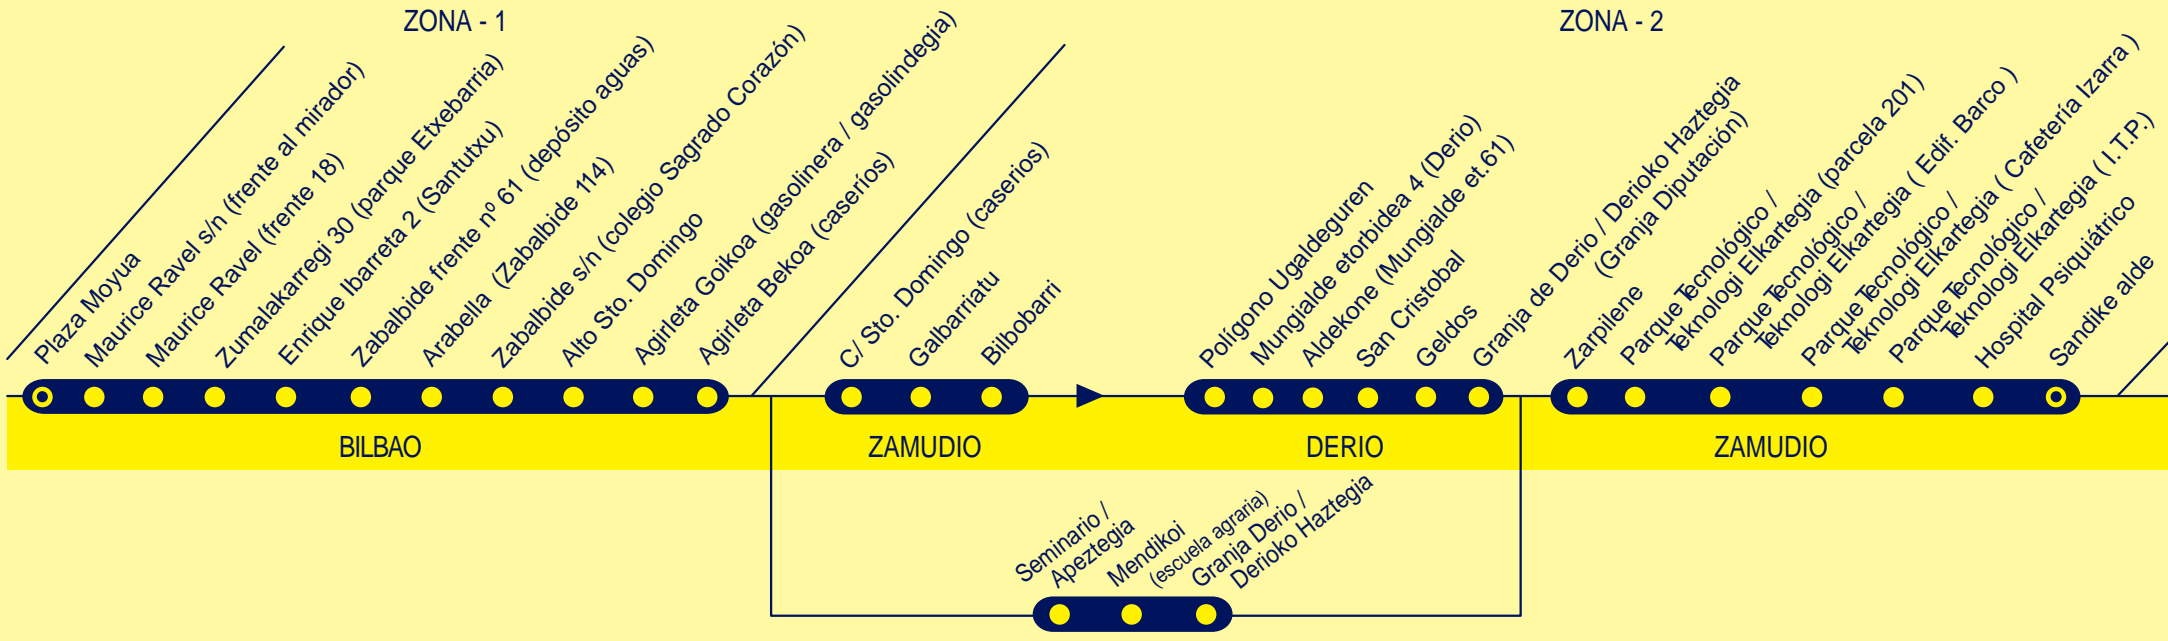 ZONA - 1
ZONA - 2
Plaza Moyua
Maurice Ravel s/n (frente al mirador)
Maurice Ravel (frente 18)
Zumalakarregi 30 (parque Etxebarria)
Enrique Ibarreta 2 (Santutxu)
Zabalbide frente nº 61 (depósito aguas)
Arabella (Zabalbide 114)
Zabalbide s/n (colegio Sagrado Corazón)
Alto Sto. Domingo
Agirleta Goikoa (gasolinera / gasolindegia)
Agirleta Bekoa (caseríos)
C/ Sto. Domingo (caserios)
Galbarriatu
Bilbobarri
Polígono Ugaldeguren
Mungialde etorbidea 4 (Derio)
Aldekone (Mungialde et.61)
San Cristobal
Geldos
Granja de Derio / Derioko Haztegia
(Granja Diputación)
Zarpilene
Parque Tecnológico /
Teknologi Elkartegia (parcela 201)
Parque Tecnológico /
Teknologi Elkartegia ( Edif. Barco )
Parque Tecnológico /
Teknologi Elkartegia ( Cafetería Izarra )
Parque Tecnológico /
Teknologi Elkartegia ( I.T.P.)
Hospital Psiquiátrico
Sandike alde
BILBAO
ZAMUDIO
DERIO
ZAMUDIO
Seminario /
Apeztegia
Mendikoi
(escuela agraria)
Granja Derio /
Derioko Haztegia